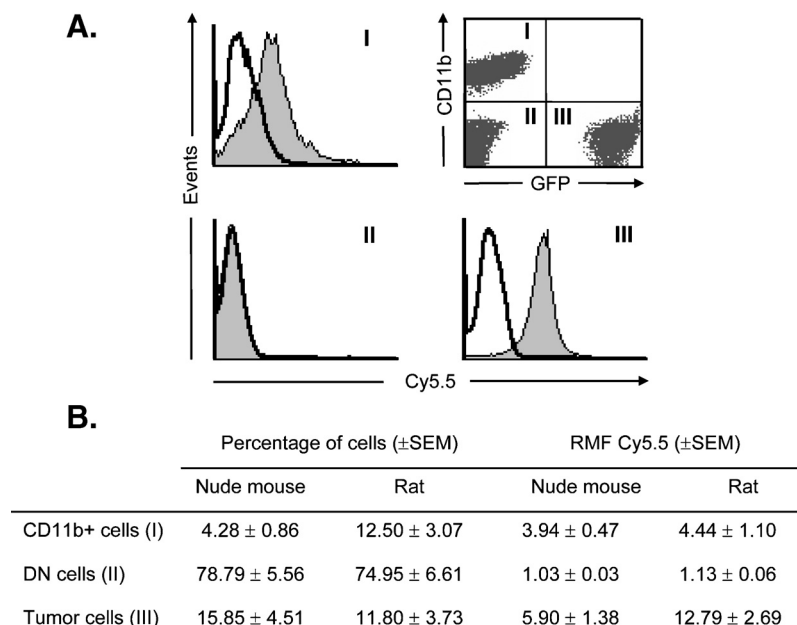 A.
I
Events
CD11b
I
II
III
GFP
II
III
Cy5.5
B.
Percentage of cells (±SEM) RMF Cy5.5 (±SEM)
Nude mouse Rat Nude mouse Rat
CD11b+ cells (I) 4.28 ± 0.86 12.50 ± 3.07 3.94 ± 0.47 4.44 ± 1.10
DN cells (II) 78.79 ± 5.56 74.95 ± 6.61 1.03 ± 0.03 1.13 ± 0.06
Tumor cells (III) 15.85 ± 4.51 11.80 ± 3.73 5.90 ± 1.38 12.79 ± 2.69